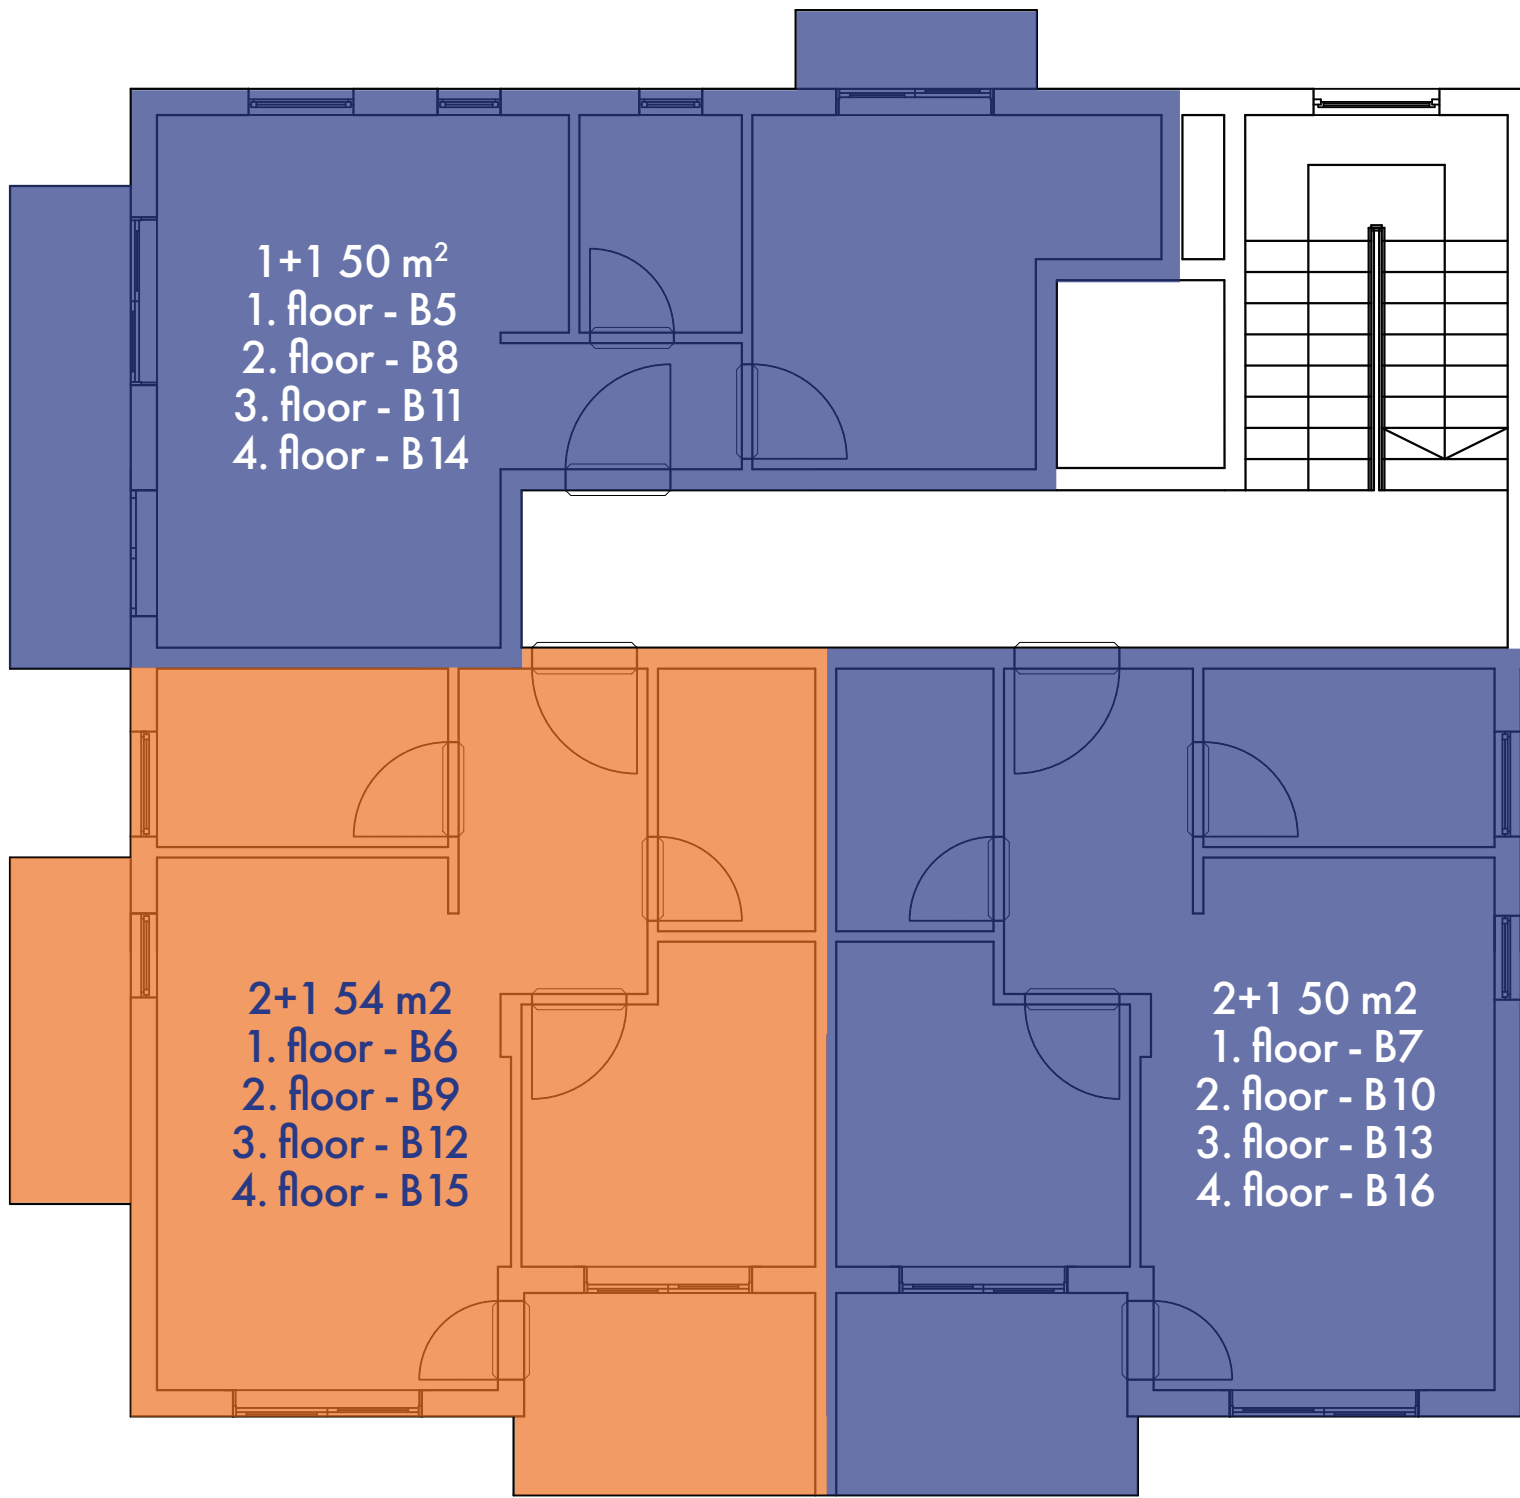 1+1 50 m²
1. floor - B5
2. floor - B8
3. floor - B11
4. floor - B14
2+1 54 m2
1. floor - B6
2. floor - B9
3. floor - B12
4. floor - B15
2+1 50 m2
1. floor - B7
2. floor - B10
3. floor - B13
4. floor - B16